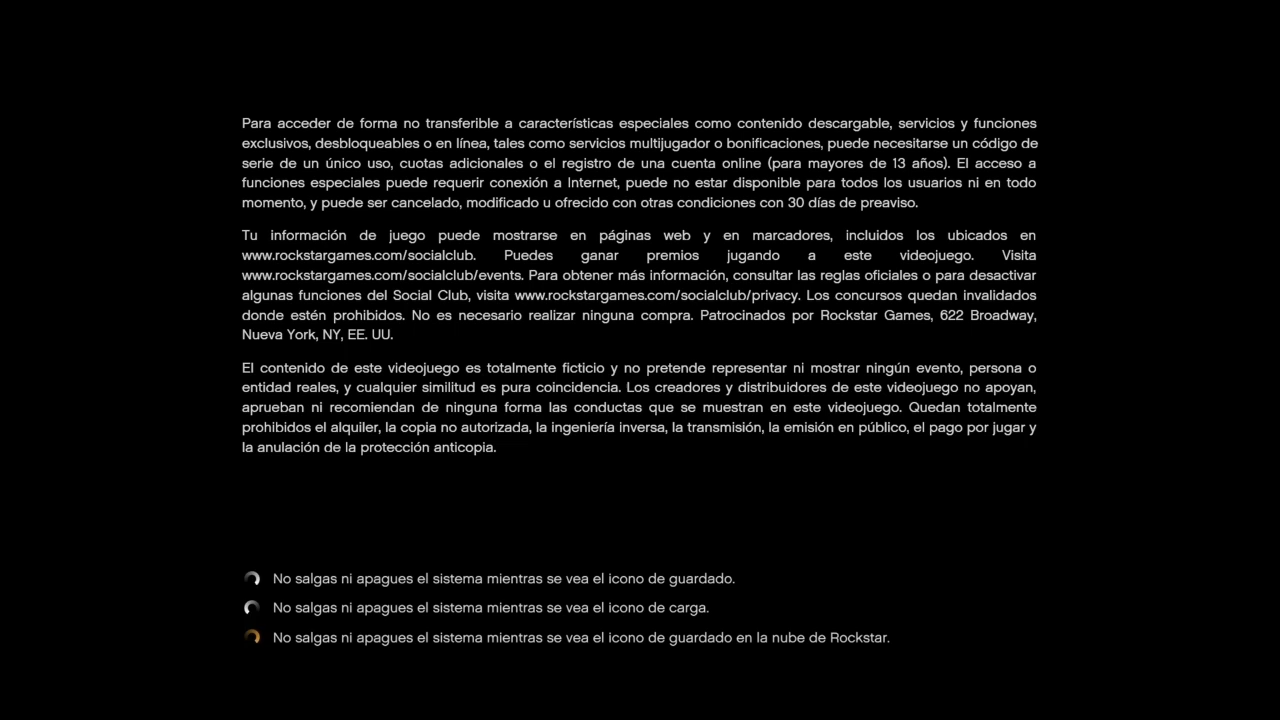 Para acceder de forma no transferible a características especiales como contenido descargable, servicios y funciones
exclusivos, desbloqueables o en línea, tales como servicios multijugador o bonificaciones, puede necesitarse un código de
serie de un único uso, cuotas adicionales o el registro de una cuenta online (para mayores de 13 años). El acceso a
funciones especiales puede requerir conexión a Internet, puede no estar disponible para todos los usuarios ni en todo
momento, y puede ser cancelado, modificado u ofrecido con otras condiciones con 30 días de preaviso.
Tu información de juego puede mostrarse en páginas web y en marcadores, incluidos los ubicados en
www.rockstargames.com/socialclub. Puedes ganar premios jugando a este videojuego. Visita
www.rockstargames.com/socialclub/events. Para obtener más información, consultar las reglas oficiales o para desactivar
algunas funciones del Social Club, visita www.rockstargames.com/socialclub/privacy. Los concursos quedan invalidados
donde estén prohibidos. No es necesario realizar ninguna compra. Patrocinados por Rockstar Games, 622 Broadway,
Nueva York, NY, EE. UU.
El contenido de este videojuego es totalmente ficticio y no pretende representar ni mostrar ningún evento, persona o
entidad reales, y cualquier similitud es pura coincidencia. Los creadores y distribuidores de este videojuego no apoyan,
aprueban ni recomiendan de ninguna forma las conductas que se muestran en este videojuego. Quedan totalmente
prohibidos el alquiler, la copia no autorizada, la ingeniería inversa, la transmisión, la emisión en público, el pago por jugar y
la anulación de la protección anticopia.
No salgas ni apagues el sistema mientras se vea el icono de guardado.
No salgas ni apagues el sistema mientras se vea el icono de carga.
No salgas ni apagues el sistema mientras se vea el icono de guardado en la nube de Rockstar.